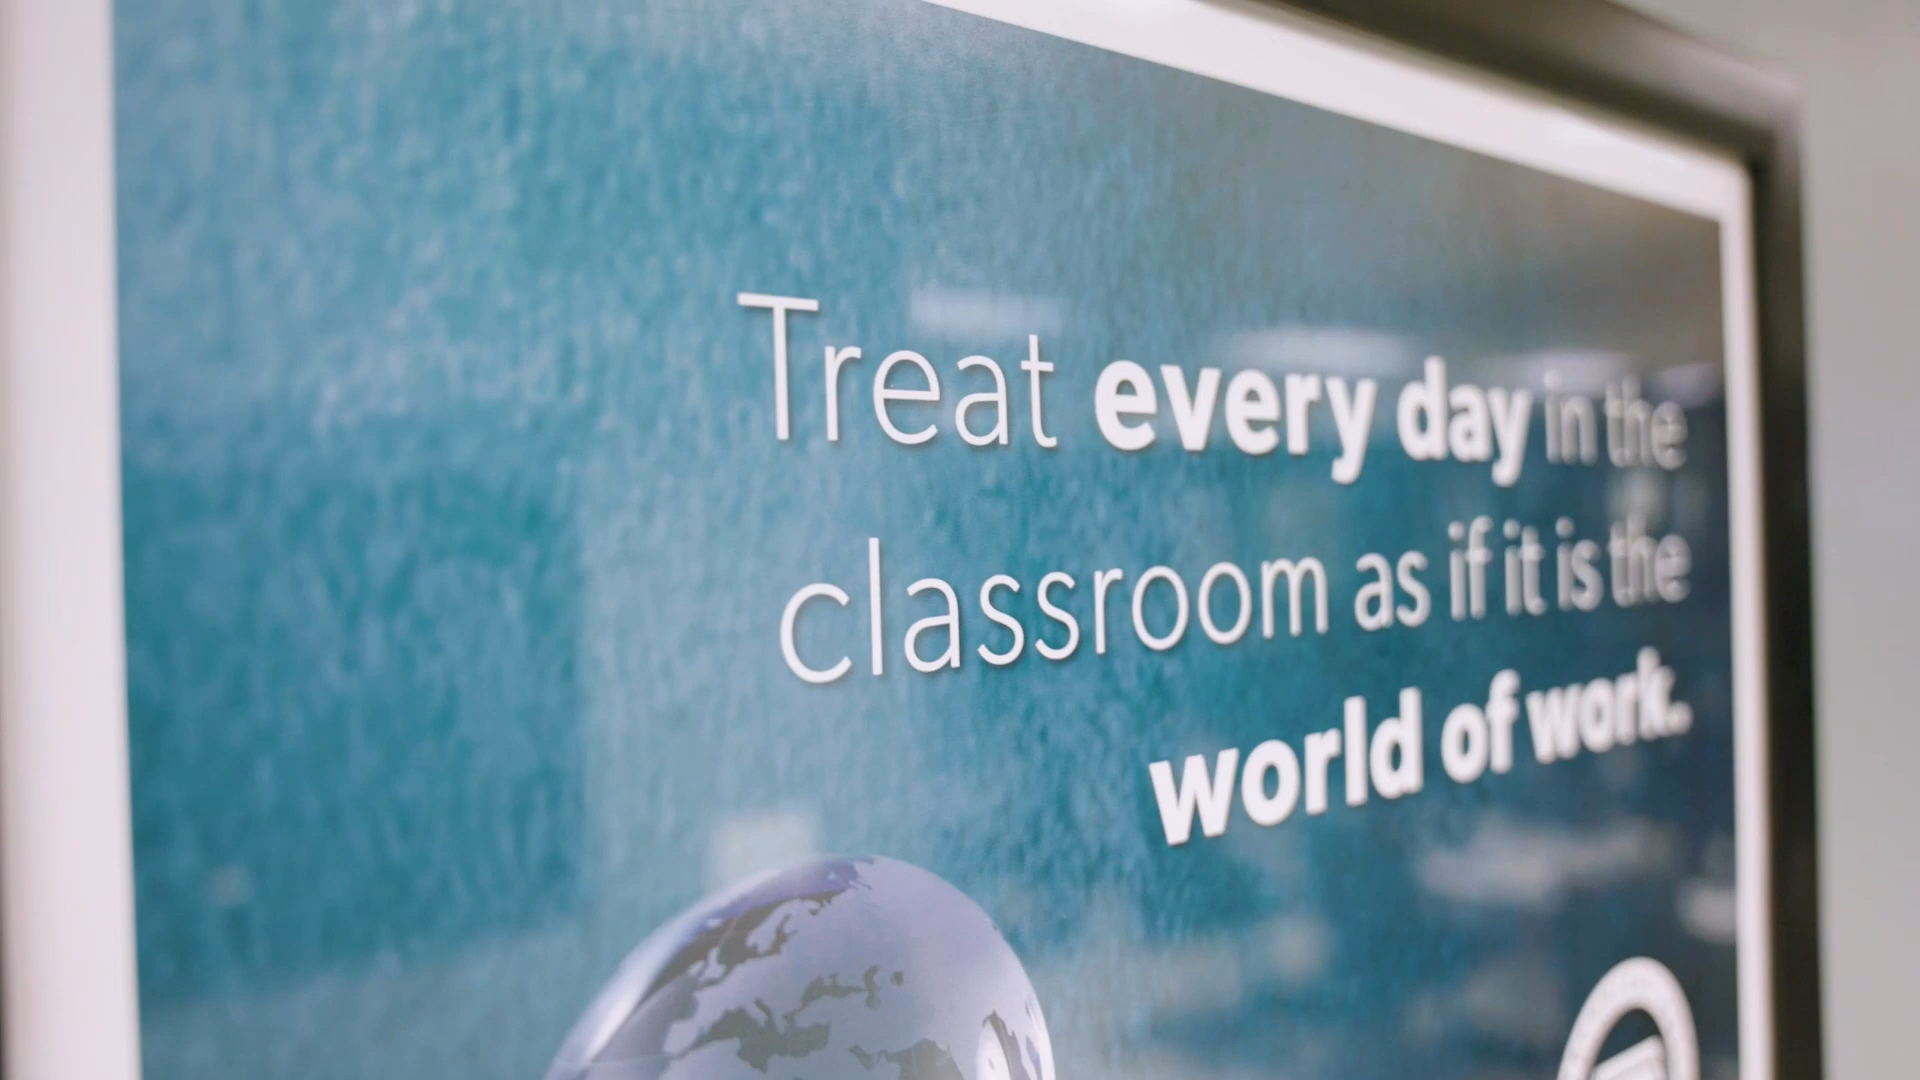 Treat every day in the
classroom as if it is the
world of work.